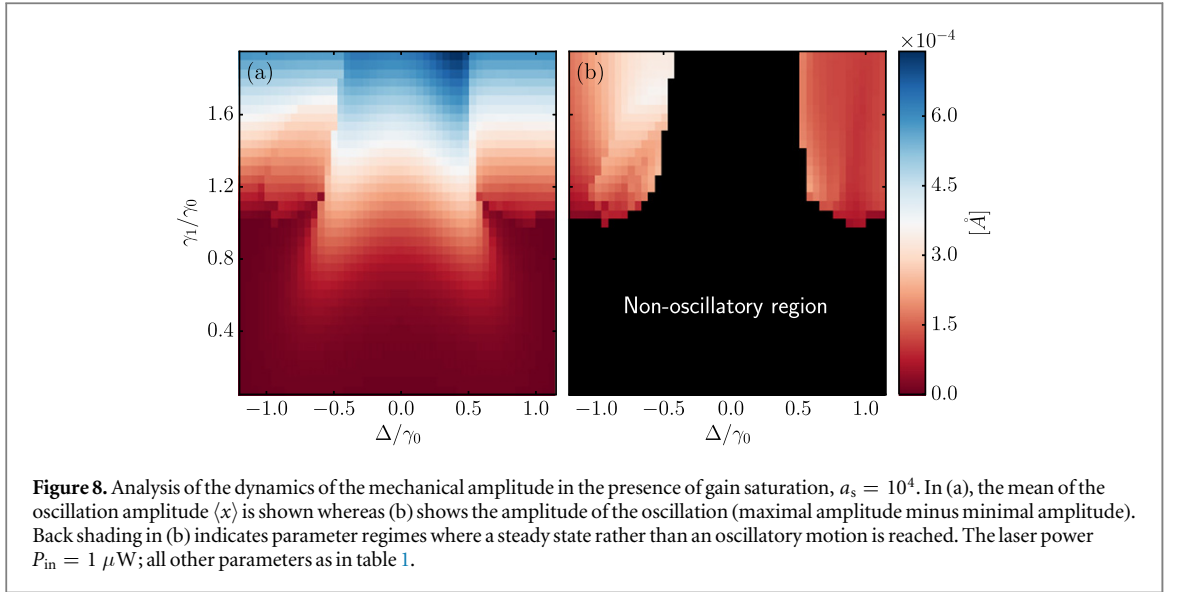 ×10⁻⁴
(a)
(b)
1.6
1.2
0.8
0.4
γ₁/γ₀
6.0
4.5
3.0
1.5
0.0
[Å]
Non-oscillatory region
−1.0 −0.5 0.0 0.5 1.0
−1.0 −0.5 0.0 0.5 1.0
Δ/γ₀
Δ/γ₀
Figure 8. Analysis of the dynamics of the mechanical amplitude in the presence of gain saturation, aₛ = 10⁴. In (a), the mean of the
oscillation amplitude ⟨x⟩ is shown whereas (b) shows the amplitude of the oscillation (maximal amplitude minus minimal amplitude).
Back shading in (b) indicates parameter regimes where a steady state rather than an oscillatory motion is reached. The laser power
P_in = 1 μW; all other parameters as in table 1.